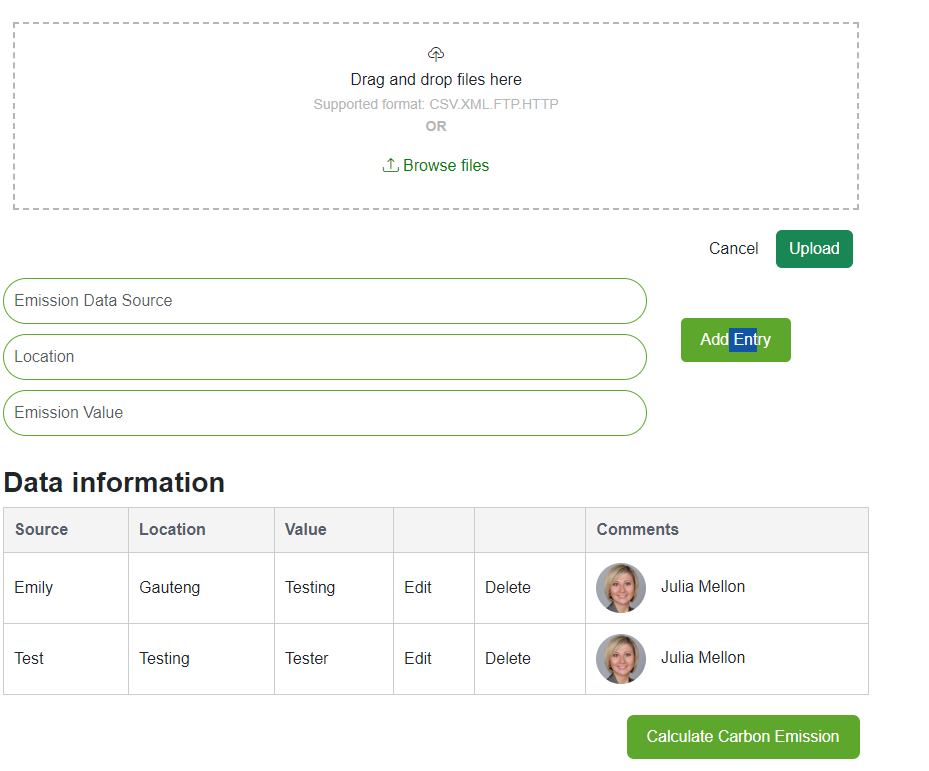 Drag and drop files here
Supported format: CSV.XML.FTP.HTTP
OR
Browse files
Cancel Upload
Emission Data Source
Add Entry
Location
Emission Value
Data information
Source Location Value Comments
Emily Gauteng Testing Edit Delete Julia Mellon
Test Testing Tester Edit Delete Julia Mellon
Calculate Carbon Emission